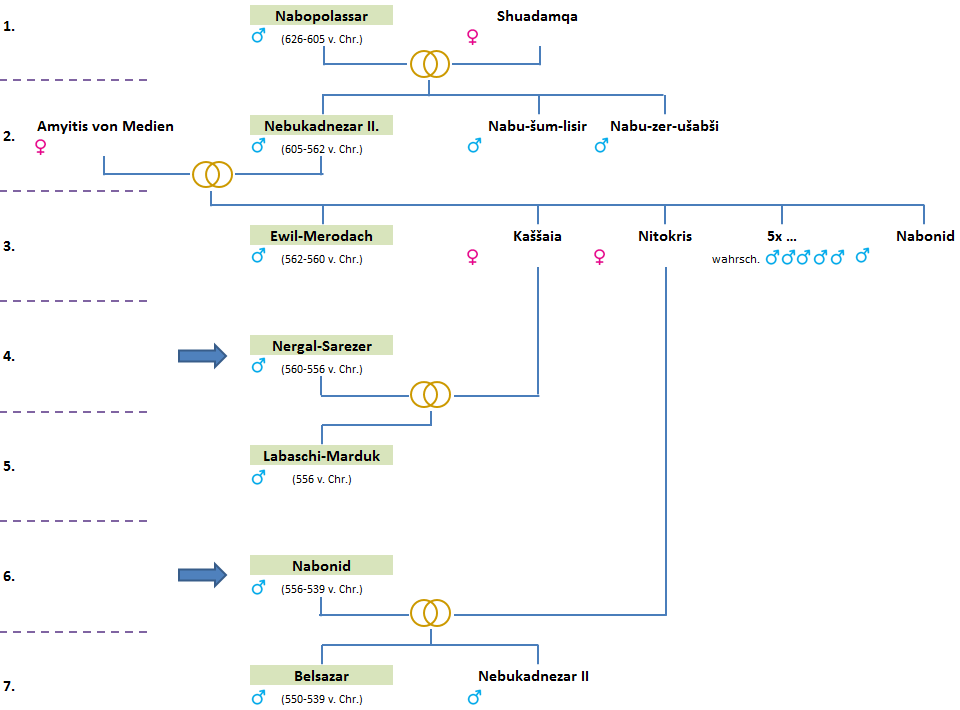 1.
Nabopolassar
Shuadamqa
(626-605 v. Chr.)
2.
Amyitis von Medien
Nebukadnezar II.
Nabu-šum-lisir
Nabu-zer-ušabši
(605-562 v. Chr.)
3.
Ewil-Merodach
Kaššaia
Nitokris
5x ...
Nabonid
(562-560 v. Chr.)
wahrsch.
4.
Nergal-Sarezer
(560-556 v. Chr.)
5.
Labaschi-Marduk
(556 v. Chr.)
6.
Nabonid
(556-539 v. Chr.)
7.
Belsazar
Nebukadnezar II
(550-539 v. Chr.)